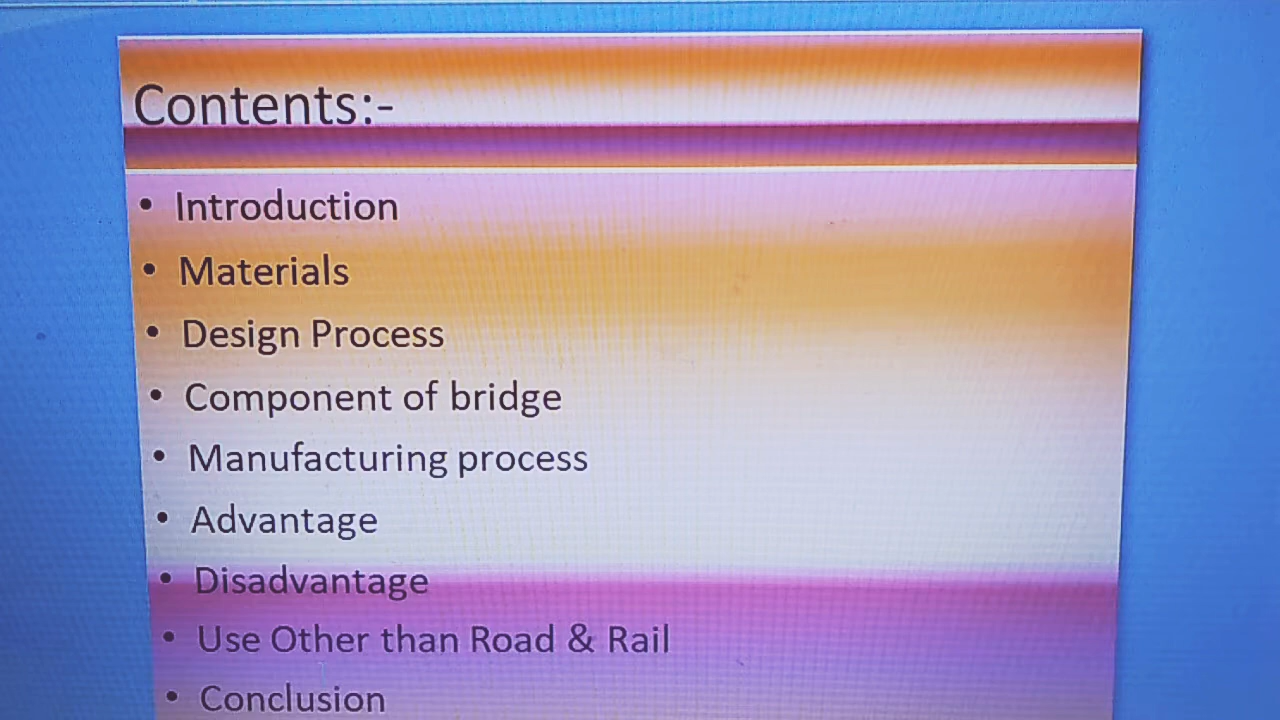 Contents:-
• Introduction
• Materials
• Design Process
• Component of bridge
• Manufacturing process
• Advantage
• Disadvantage
• Use Other than Road & Rail
• Conclusion